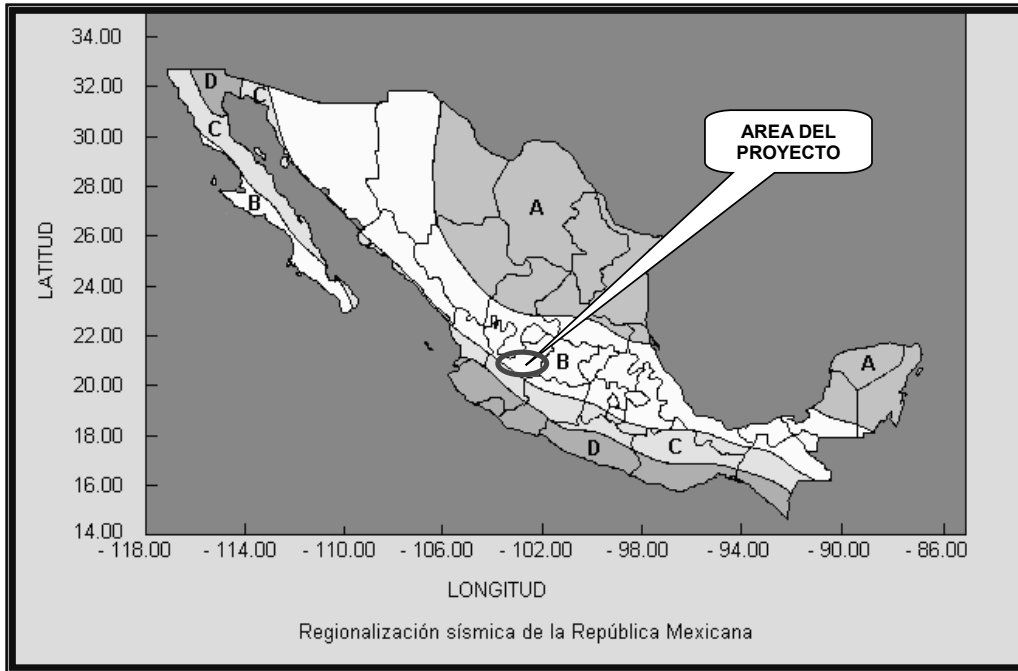 34.00
32.00
30.00
28.00
26.00
24.00
22.00
20.00
18.00
16.00
14.00
LATITUD
D
C
C
B
A
AREA DEL
PROYECTO
B
A
D
C
- 118.00 - 114.00 - 110.00 - 106.00 - 102.00 - 98.00 - 94.00 - 90.00 - 86.00
LONGITUD
Regionalización sísmica de la República Mexicana